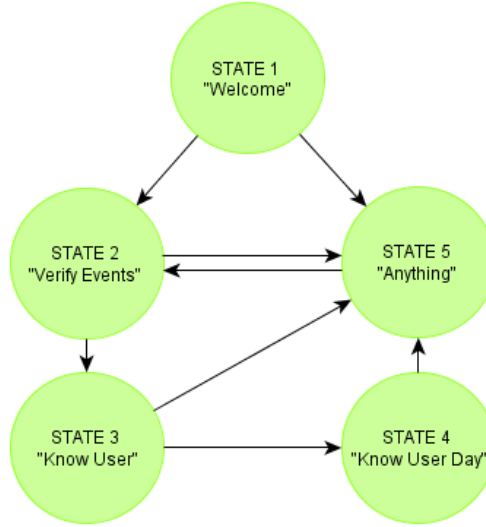 STATE 1
"Welcome"
STATE 2
"Verify Events"
STATE 5
"Anything"
STATE 3
"Know User"
STATE 4
"Know User Day"